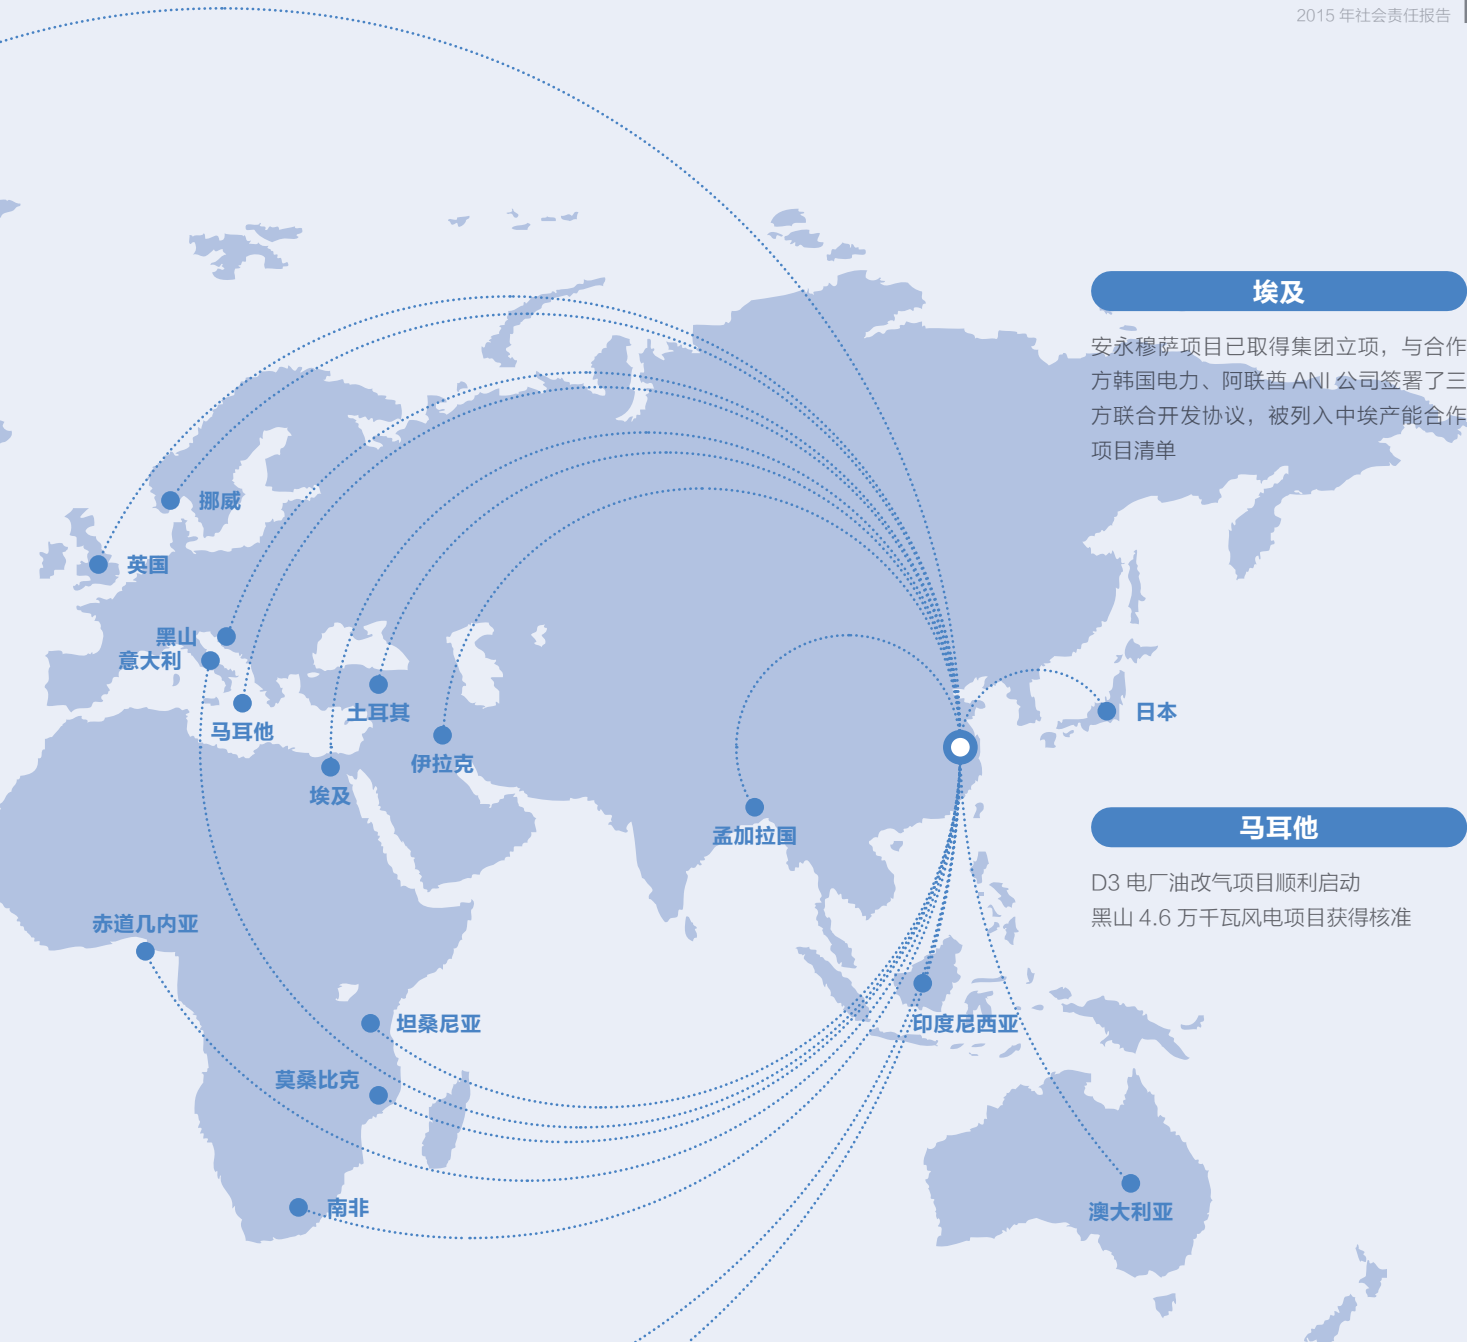 2015 年社会责任报告
埃及
安永穆萨项目已取得集团立项，与合作
方韩国电力、阿联酋 ANI 公司签署了三
方联合开发协议，被列入中埃产能合作
项目清单
挪威
英国
黑山
意大利
马耳他
土耳其
伊拉克
埃及
日本
孟加拉国
马耳他
D3 电厂油改气项目顺利启动
黑山 4.6 万千瓦风电项目获得核准
赤道几内亚
坦桑尼亚
印度尼西亚
莫桑比克
南非
澳大利亚